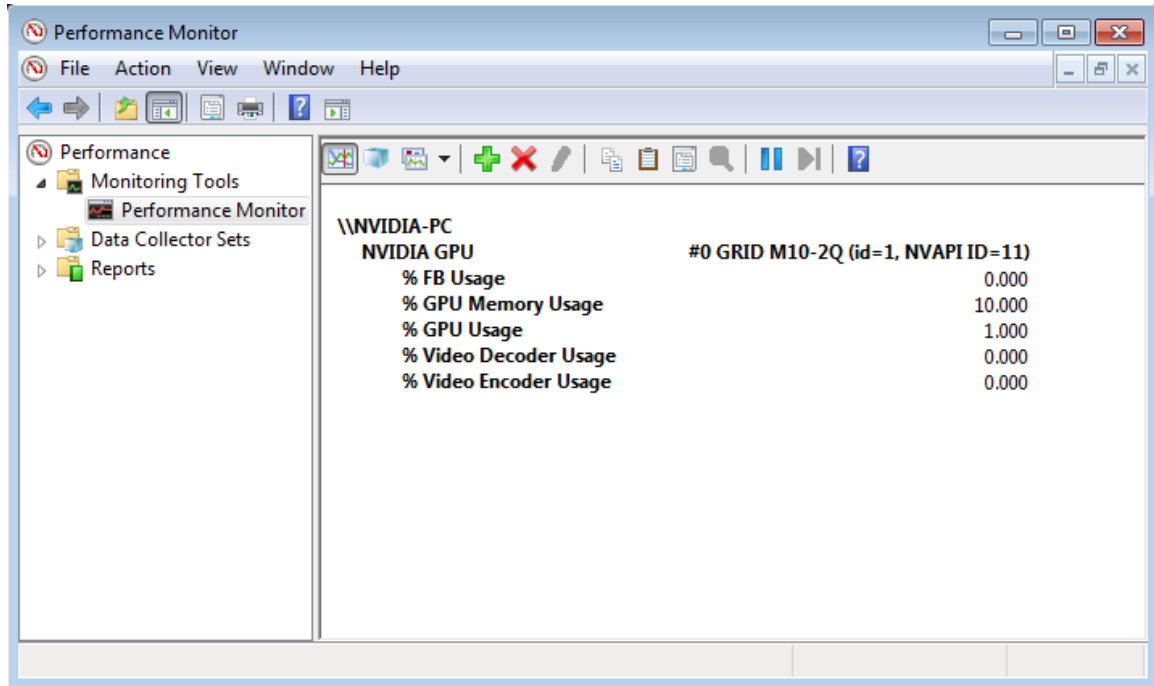 Performance Monitor
File Action View Window Help
Performance
Monitoring Tools
Performance Monitor
Data Collector Sets
Reports
\\NVIDIA-PC
NVIDIA GPU #0 GRID M10-2Q (id=1, NVAPI ID=11)
% FB Usage 0.000
% GPU Memory Usage 10.000
% GPU Usage 1.000
% Video Decoder Usage 0.000
% Video Encoder Usage 0.000